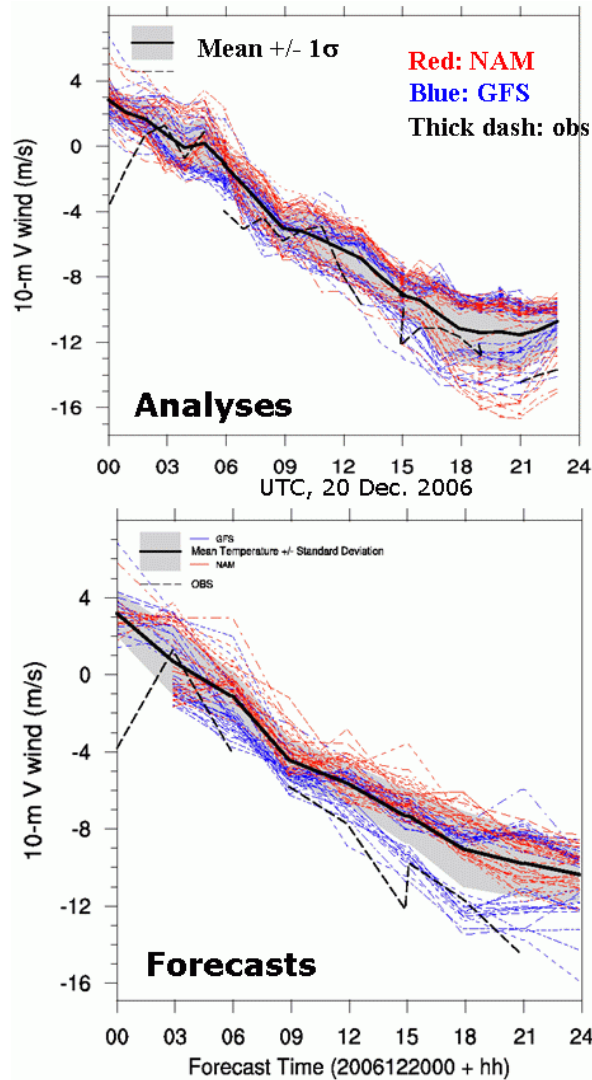 Mean +/- 1σ
Red: NAM
Blue: GFS
Thick dash: obs
10-m V wind (m/s)
4
0
-4
-8
-12
-16
Analyses
00 03 06 09 12 15 18 21 24
UTC, 20 Dec. 2006
GFS
Mean Temperature +/- Standard Deviation
NAM
OBS
10-m V wind (m/s)
4
0
-4
-8
-12
-16
Forecasts
00 03 06 09 12 15 18 21 24
Forecast Time (2006122000 + hh)